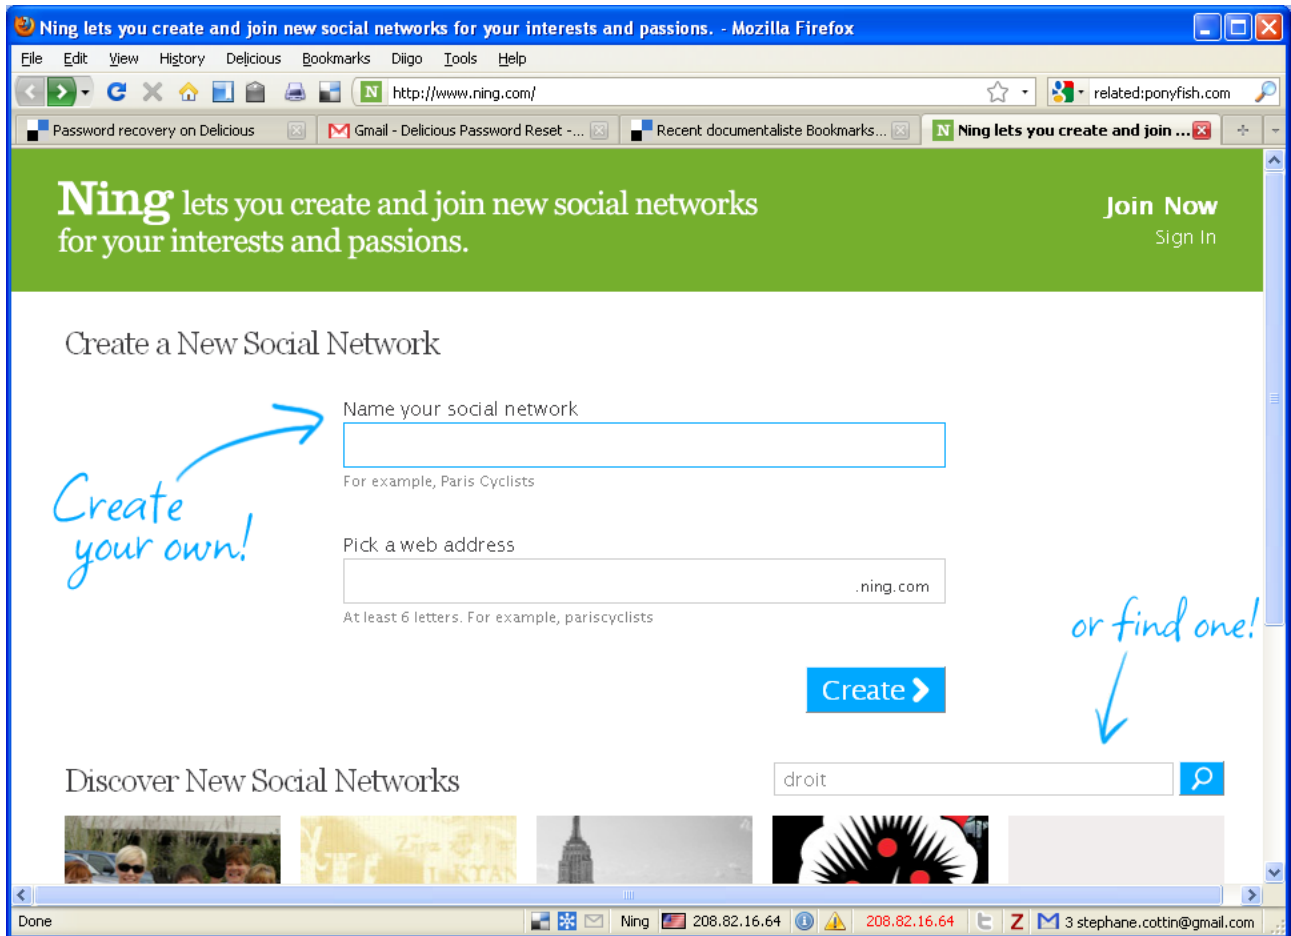 Ning lets you create and join new social networks for your interests and passions. - Mozilla Firefox
File Edit View History Delicious Bookmarks Diigo Tools Help
N http://www.ning.com/ related:ponyfish.com
Password recovery on Delicious Gmail - Delicious Password Reset -... Recent documentaliste Bookmarks... N Ning lets you create and join ...
Ning lets you create and join new social networks
for your interests and passions.
Join Now
Sign In
Create a New Social Network
Name your social network
For example, Paris Cyclists
Create
your own!
Pick a web address
.ning.com
At least 6 letters. For example, pariscyclists
or find one!
Create
Discover New Social Networks
droit
Done Ning 208.82.16.64 208.82.16.64 t Z 3 stephane.cottin@gmail.com